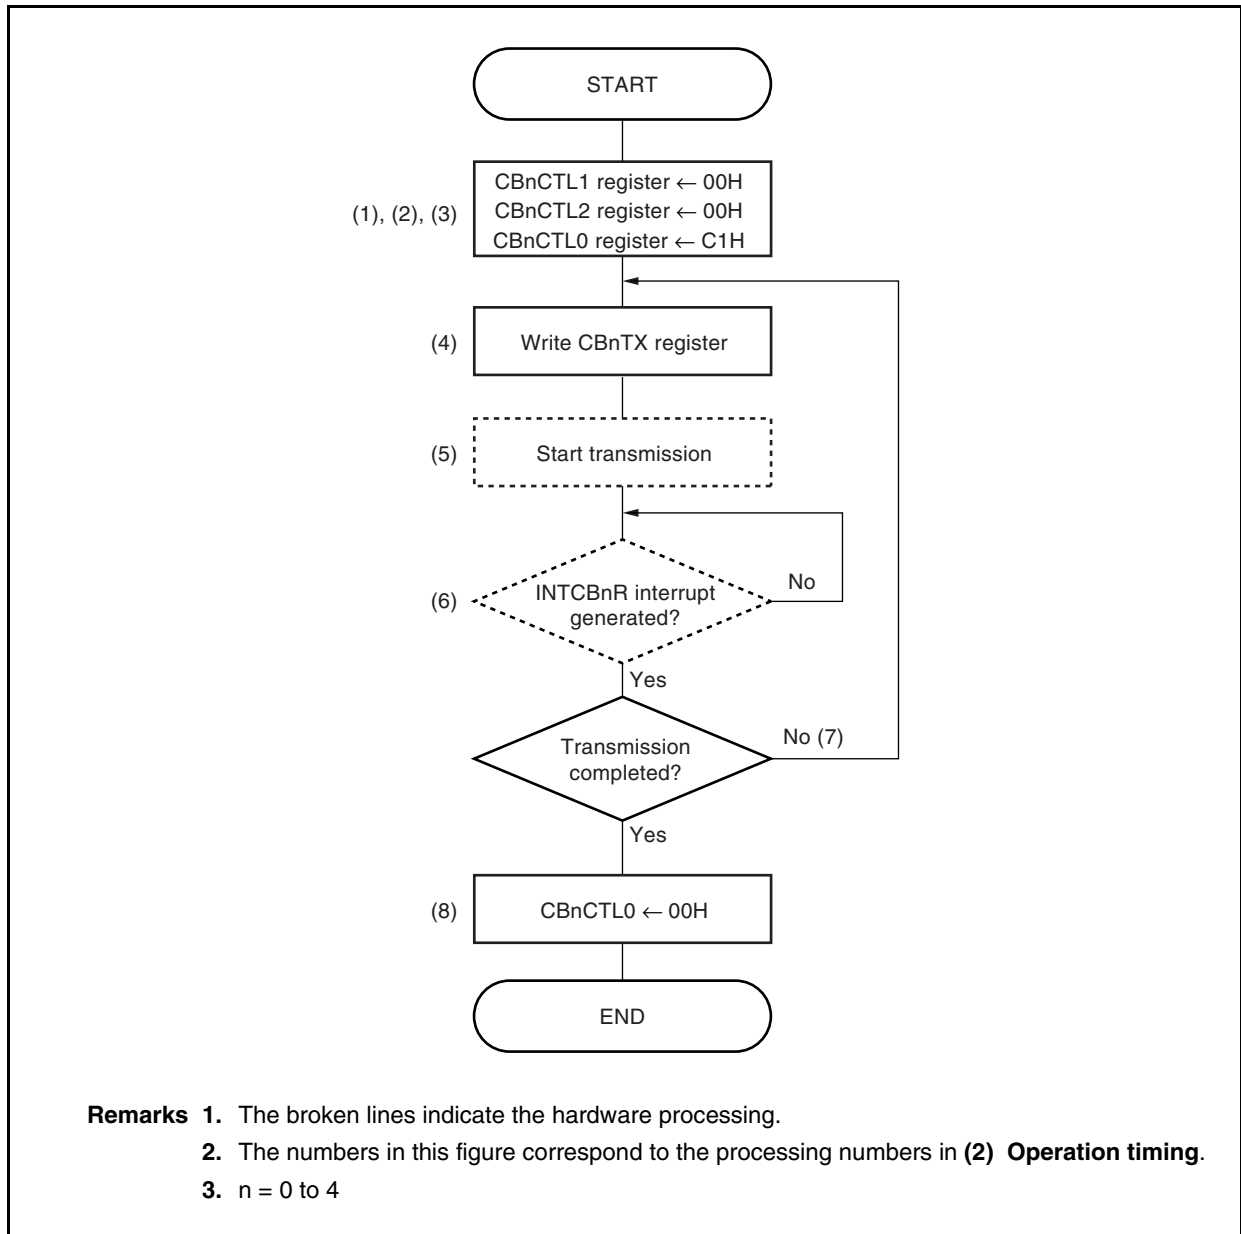 START
CBnCTL1 register ← 00H
(1), (2), (3) CBnCTL2 register ← 00H
CBnCTL0 register ← C1H
(4) Write CBnTX register
(5) Start transmission
(6) INTCBnR interrupt No
generated?
Yes
Transmission No (7)
completed?
Yes
(8) CBnCTL0 ← 00H
END
Remarks 1. The broken lines indicate the hardware processing.
2. The numbers in this figure correspond to the processing numbers in (2) Operation timing.
3. n = 0 to 4